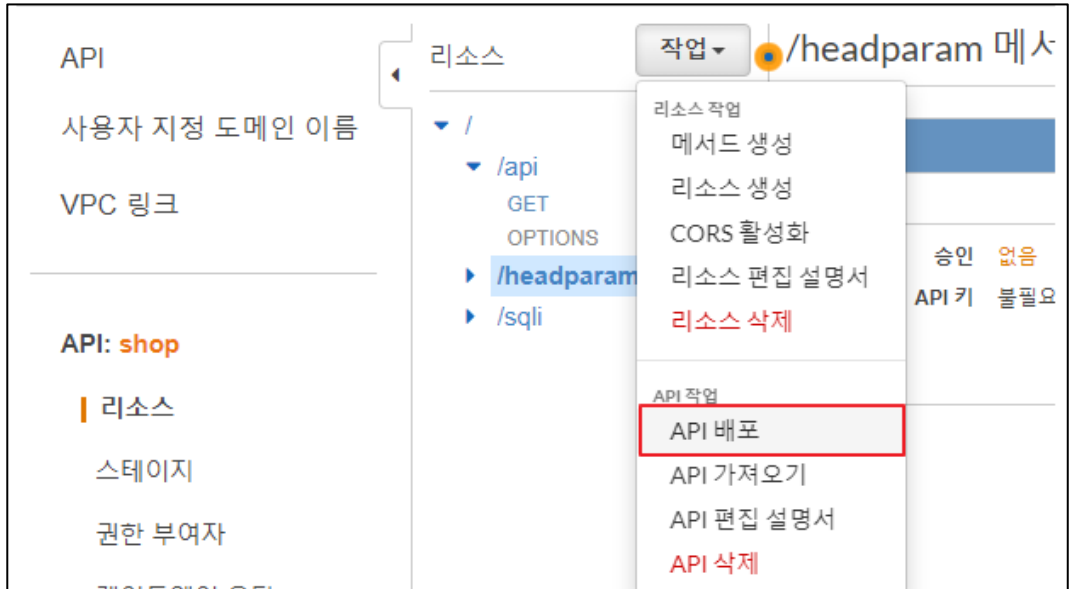 API
사용자 지정 도메인 이름
VPC 링크
API: shop
리소스
스테이지
권한 부여자
리소스
/
/api
GET
OPTIONS
/headparam
/sqli
작업
리소스 작업
메서드 생성
리소스 생성
CORS 활성화
리소스 편집 설명서
리소스 삭제
API 작업
API 배포
API 가져오기
API 편집 설명서
API 삭제
/headparam 메서
승인 없음
API 키 불필요